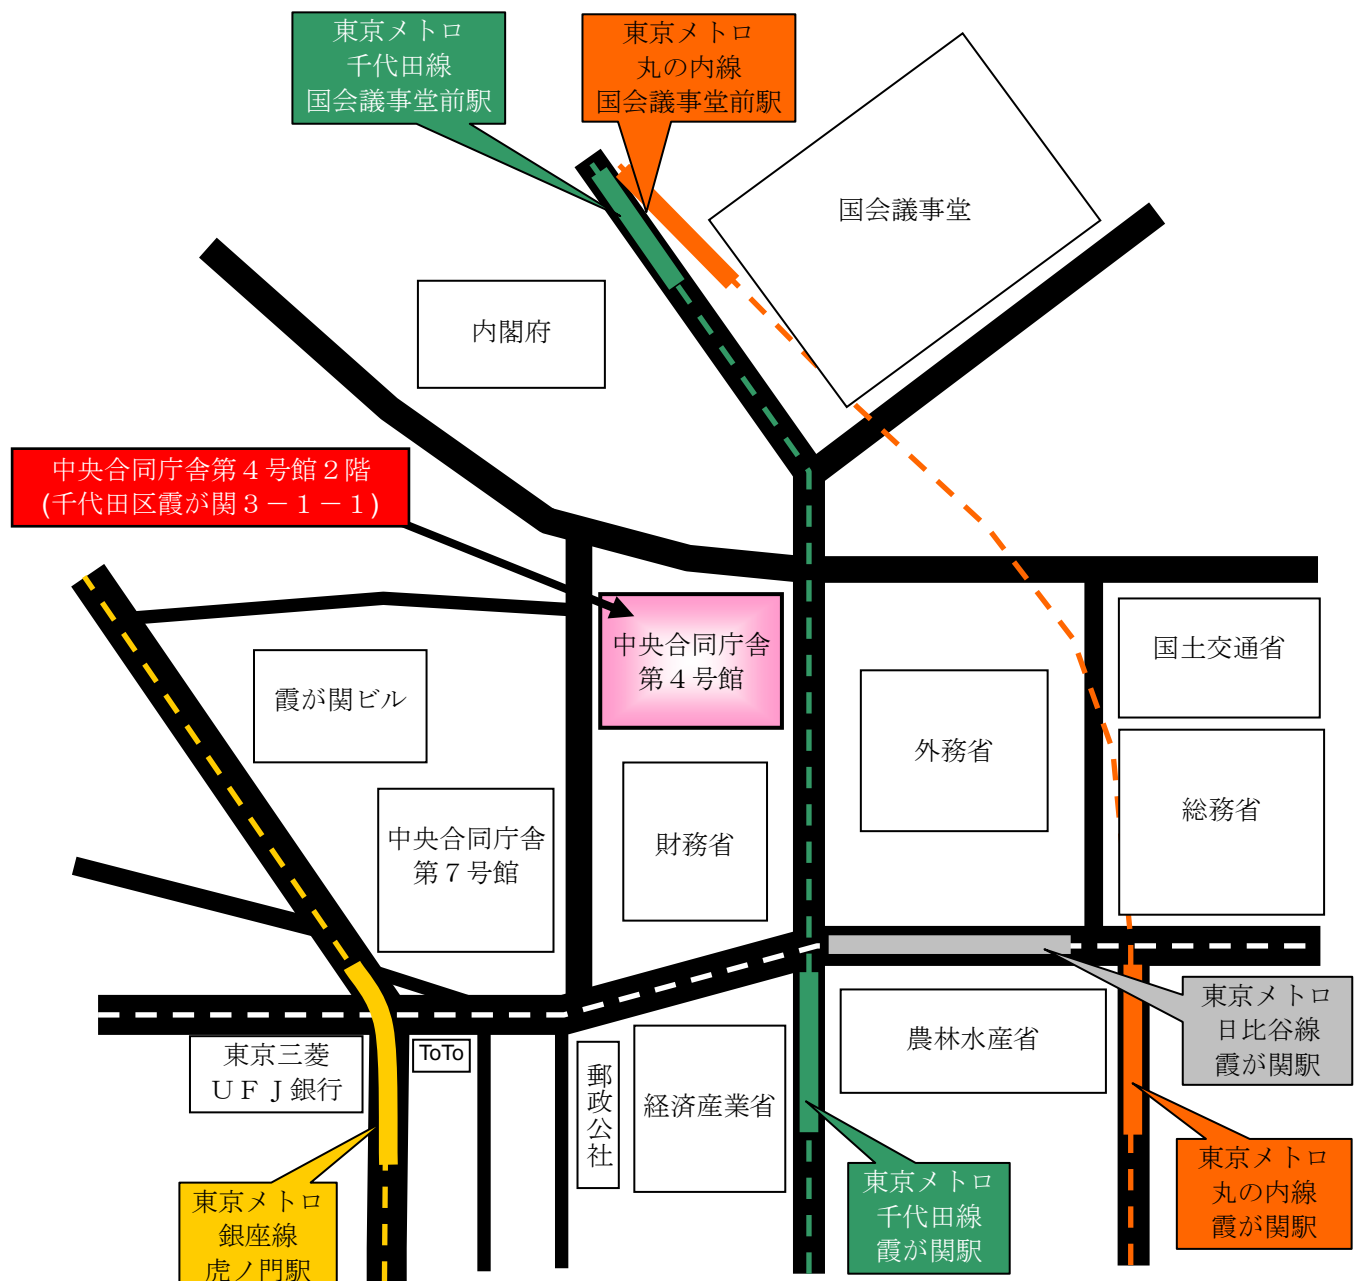 東京メトロ
千代田線
国会議事堂前駅
東京メトロ
丸の内線
国会議事堂前駅
国会議事堂
内閣府
中央合同庁舎第４号館２階
(千代田区霞が関３－１－１)
中央合同庁舎
第４号館
国土交通省
霞が関ビル
外務省
総務省
中央合同庁舎
第７号館
財務省
東京メトロ
日比谷線
霞が関駅
農林水産省
東京三菱
ＵＦＪ銀行
ToTo
郵政公社
経済産業省
東京メトロ
丸の内線
霞が関駅
東京メトロ
千代田線
霞が関駅
東京メトロ
銀座線
虎ノ門駅